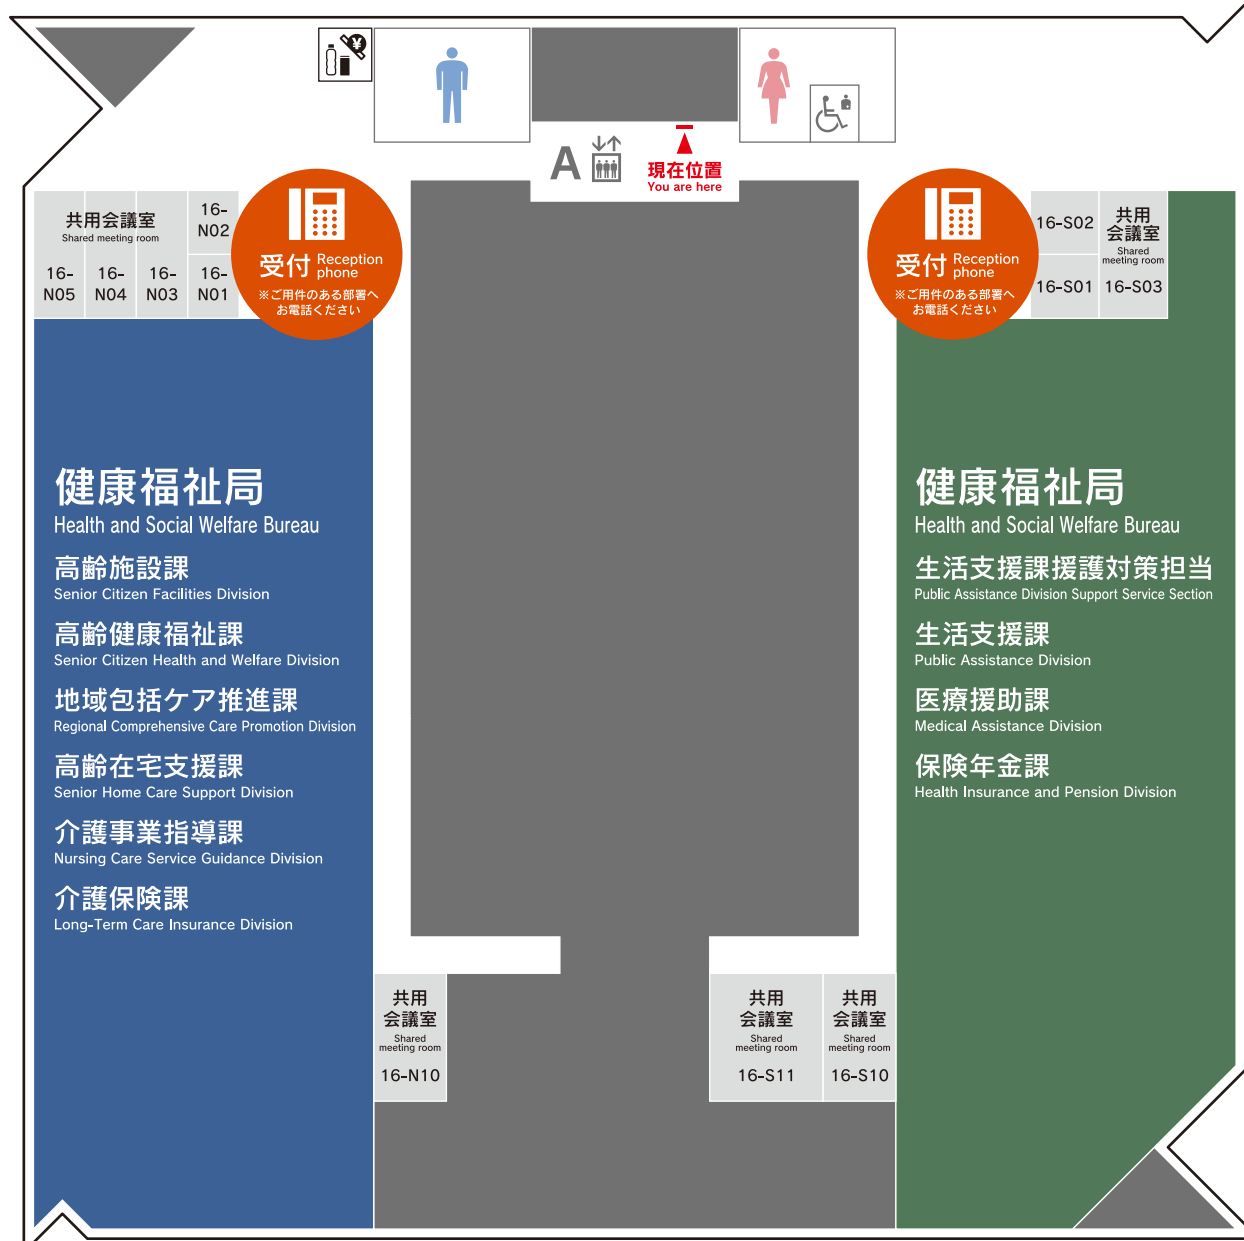 A
現在位置
You are here
共用会議室
Shared meeting room
16-
N02
16-
N05
16-
N04
16-
N03
16-
N01
受付 Reception
phone
※ご用件のある部署へ
お電話ください
受付 Reception
phone
※ご用件のある部署へ
お電話ください
16-S02
16-S01
共用
会議室
Shared
meeting room
16-S03
健康福祉局
Health and Social Welfare Bureau
高齢施設課
Senior Citizen Facilities Division
高齢健康福祉課
Senior Citizen Health and Welfare Division
地域包括ケア推進課
Regional Comprehensive Care Promotion Division
高齢在宅支援課
Senior Home Care Support Division
介護事業指導課
Nursing Care Service Guidance Division
介護保険課
Long-Term Care Insurance Division
健康福祉局
Health and Social Welfare Bureau
生活支援課援護対策担当
Public Assistance Division Support Service Section
生活支援課
Public Assistance Division
医療援助課
Medical Assistance Division
保険年金課
Health Insurance and Pension Division
共用
会議室
Shared
meeting room
16-N10
共用
会議室
Shared
meeting room
16-S11
共用
会議室
Shared
meeting room
16-S10